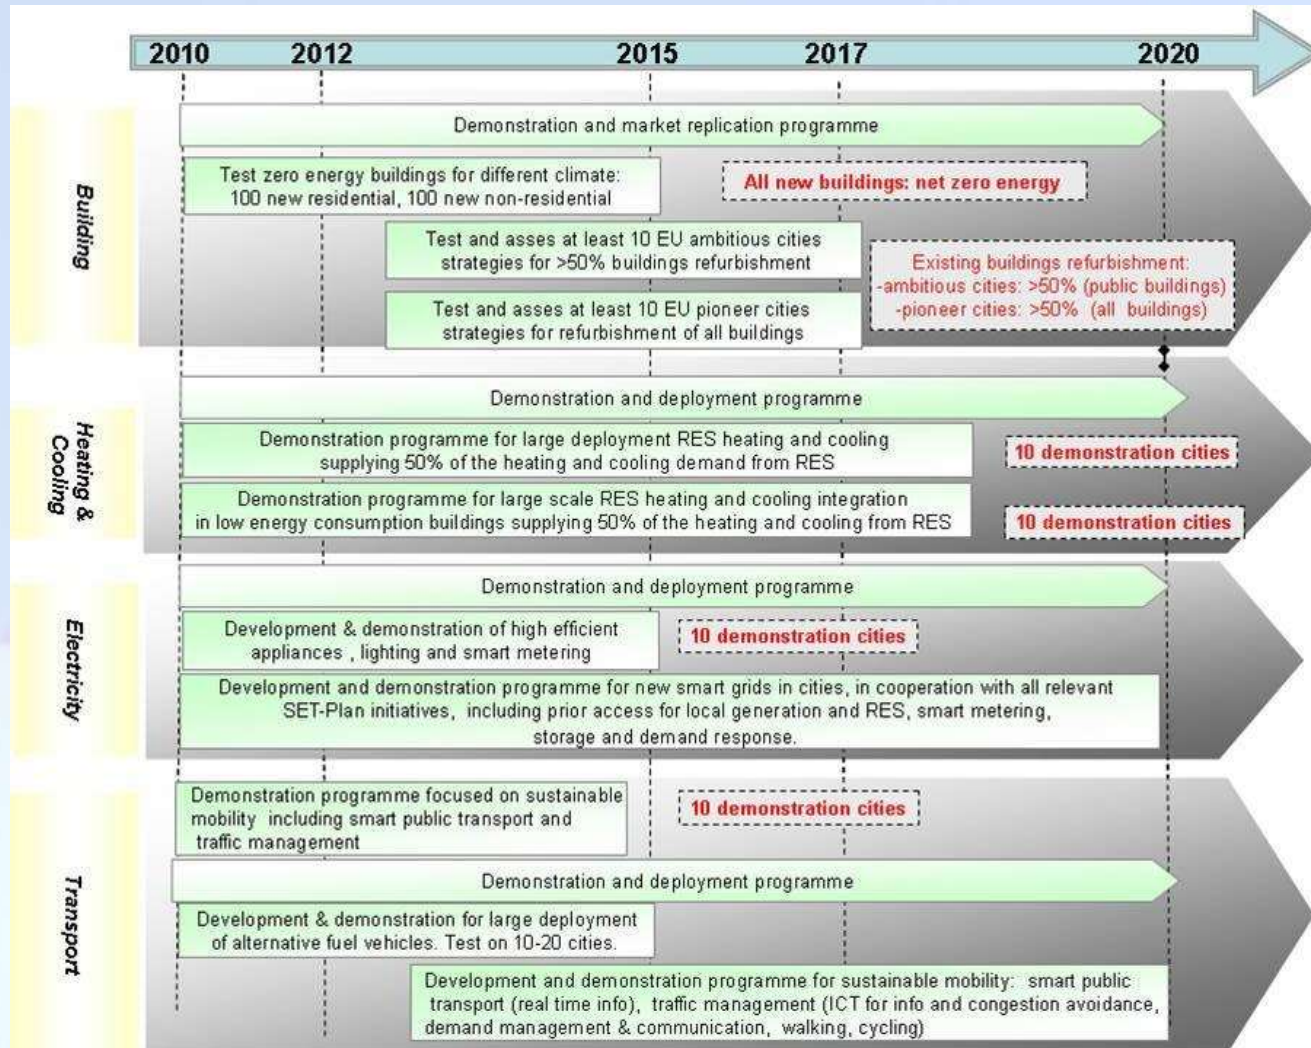 2010 2012 2015 2017 2020
Building
Demonstration and market replication programme
Test zero energy buildings for different climate:
100 new residential, 100 new non-residential
All new buildings: net zero energy
Test and asses at least 10 EU ambitious cities
strategies for >50% buildings refurbishment
Existing buildings refurbishment:
-ambitious cities: >50% (public buildings)
-pioneer cities: >50% (all buildings)
Test and asses at least 10 EU pioneer cities
strategies for refurbishment of all buildings
Heating &
Cooling
Demonstration and deployment programme
Demonstration programme for large deployment RES heating and cooling
supplying 50% of the heating and cooling demand from RES
10 demonstration cities
Demonstration programme for large scale RES heating and cooling integration
in low energy consumption buildings supplying 50% of the heating and cooling from RES
10 demonstration cities
Electricity
Demonstration and deployment programme
Development & demonstration of high efficient
appliances , lighting and smart metering
10 demonstration cities
Development and demonstration programme for new smart grids in cities, in cooperation with all relevant
SET-Plan initiatives, including prior access for local generation and RES, smart metering,
storage and demand response.
Transport
Demonstration programme focused on sustainable
mobility including smart public transport and
traffic management
10 demonstration cities
Demonstration and deployment programme
Development & demonstration for large deployment
of alternative fuel vehicles. Test on 10-20 cities.
Development and demonstration programme for sustainable mobility: smart public
transport (real time info), traffic management (ICT for info and congestion avoidance,
demand management & communication, walking, cycling)